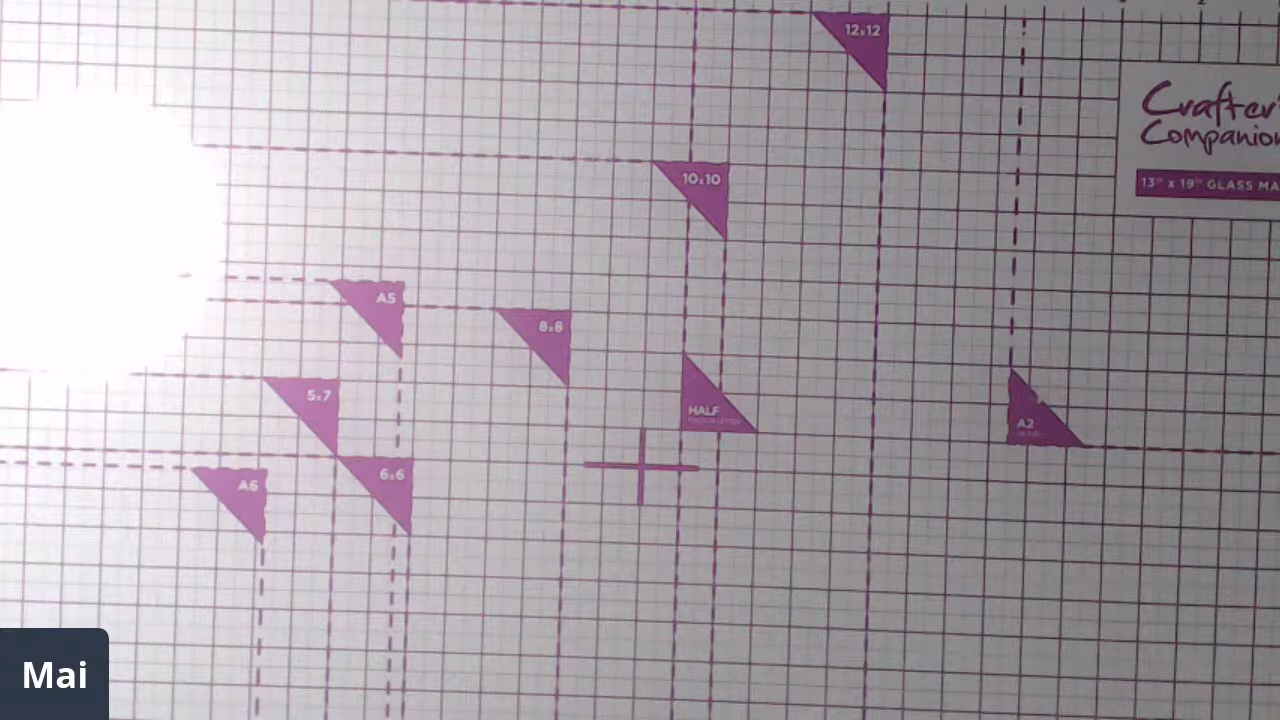 12x12
Crafter'
Companion
10x10
13" x 19" GLASS MA
A5
8x8
5x7
HALF
A2
6x6
A6
Mai